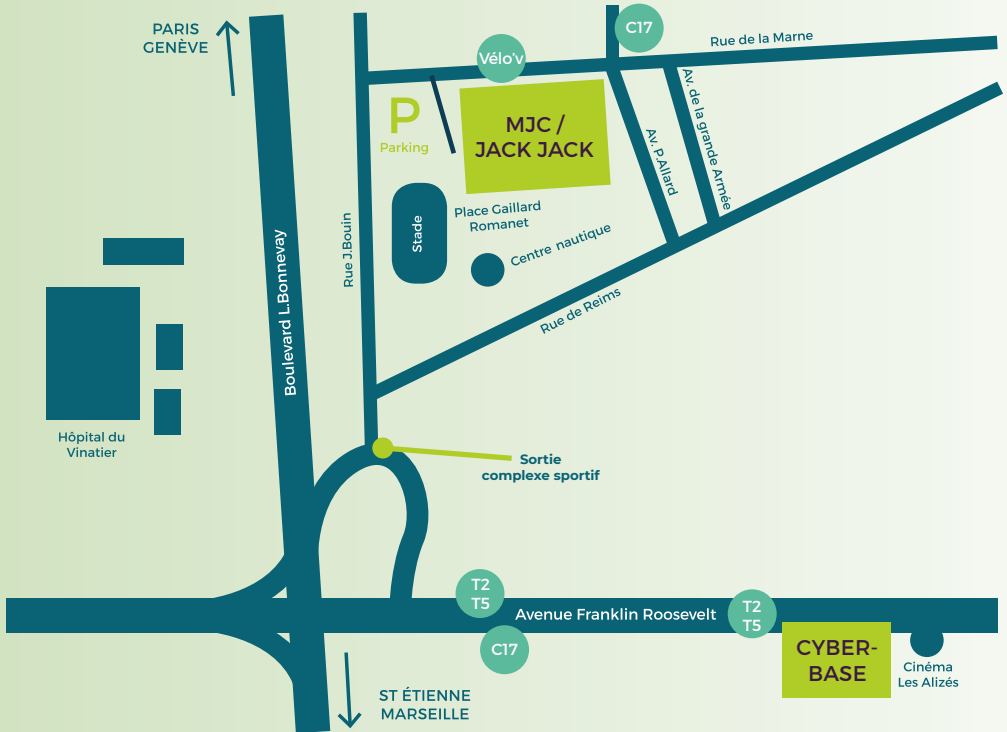 PARIS
GENÈVE
C17
Rue de la Marne
Vélo'v
P
Parking
MJC /
JACK JACK
Av. P.Allard
Av. de la grande Armée
Place Gaillard
Romanet
Stade
Centre nautique
Rue J.Bouin
Boulevard L.Bonnevay
Rue de Reims
Hôpital du
Vinatier
Sortie
complexe sportif
T2
T5
Avenue Franklin Roosevelt
T2
T5
C17
CYBER-
BASE
Cinéma
Les Alizés
ST ÉTIENNE
MARSEILLE